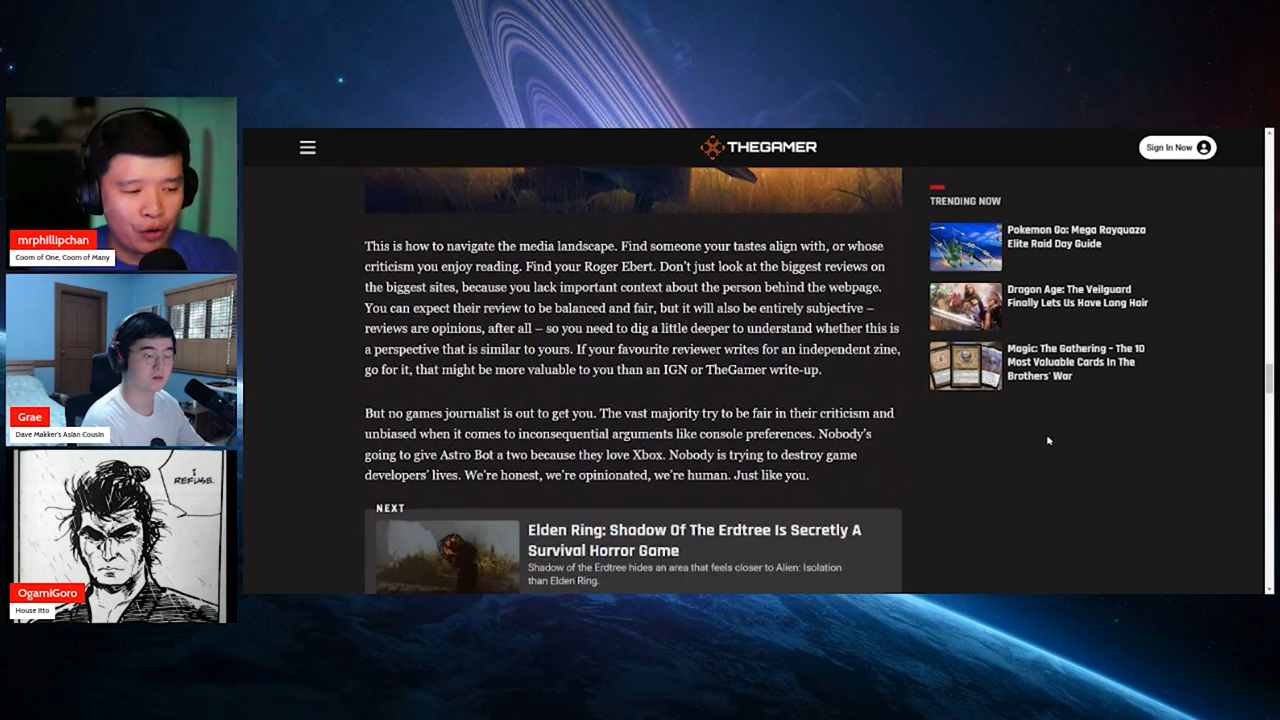 mrphillipchan
Coom of One, Coom of Many
Grae
Dave Makker's Asian Cousin
I
REFUSE.
OgamiGoro
House Itto
THEGAMER
Sign In Now
This is how to navigate the media landscape. Find someone your tastes align with, or whose
criticism you enjoy reading. Find your Roger Ebert. Don't just look at the biggest reviews on
the biggest sites, because you lack important context about the person behind the webpage.
You can expect their review to be balanced and fair, but it will also be entirely subjective –
reviews are opinions, after all – so you need to dig a little deeper to understand whether this is
a perspective that is similar to yours. If your favourite reviewer writes for an independent zine,
go for it, that might be more valuable to you than an IGN or TheGamer write-up.
But no games journalist is out to get you. The vast majority try to be fair in their criticism and
unbiased when it comes to inconsequential arguments like console preferences. Nobody's
going to give Astro Bot a two because they love Xbox. Nobody is trying to destroy game
developers' lives. We're honest, we're opinionated, we're human. Just like you.
NEXT
Elden Ring: Shadow Of The Erdtree Is Secretly A
Survival Horror Game
Shadow of the Erdtree hides an area that feels closer to Alien: Isolation
than Elden Ring.
TRENDING NOW
Pokemon Go: Mega Rayquaza
Elite Raid Day Guide
Dragon Age: The Veilguard
Finally Lets Us Have Long Hair
Magic: The Gathering – The 10
Most Valuable Cards In The
Brothers' War